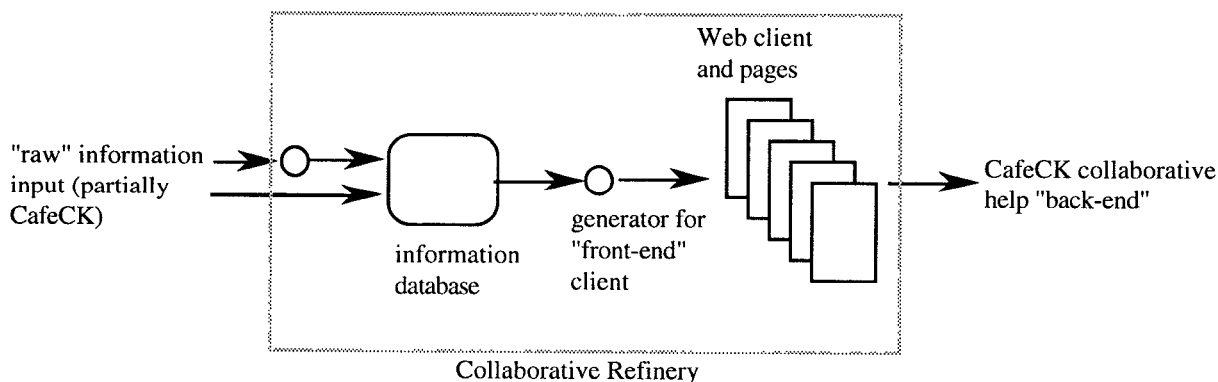 Web client
and pages
"raw" information
input (partially
CafeCK)
information
database
generator for
"front-end"
client
CafeCK collaborative
help "back-end"
Collaborative Refinery